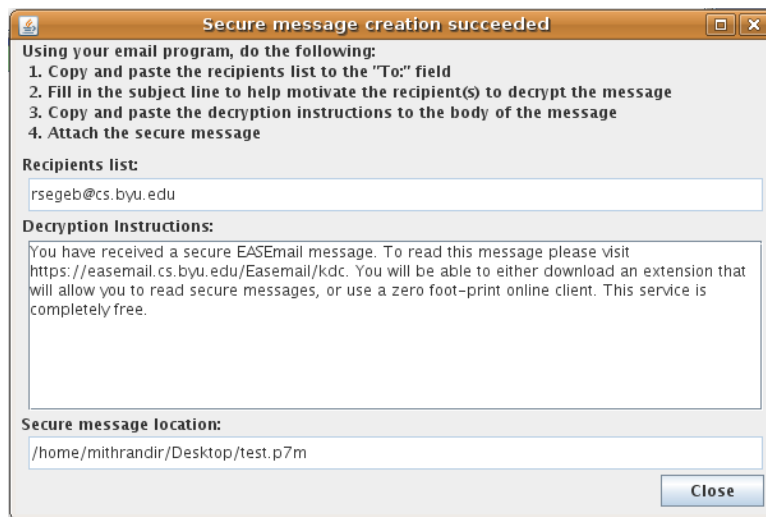 Secure message creation succeeded
Using your email program, do the following:
1. Copy and paste the recipients list to the "To:" field
2. Fill in the subject line to help motivate the recipient(s) to decrypt the message
3. Copy and paste the decryption instructions to the body of the message
4. Attach the secure message
Recipients list:
rsegeb@cs.byu.edu
Decryption Instructions:
You have received a secure EASEmail message. To read this message please visit
https://easemail.cs.byu.edu/Easemail/kdc. You will be able to either download an extension that
will allow you to read secure messages, or use a zero foot-print online client. This service is
completely free.
Secure message location:
/home/mithrandir/Desktop/test.p7m
Close